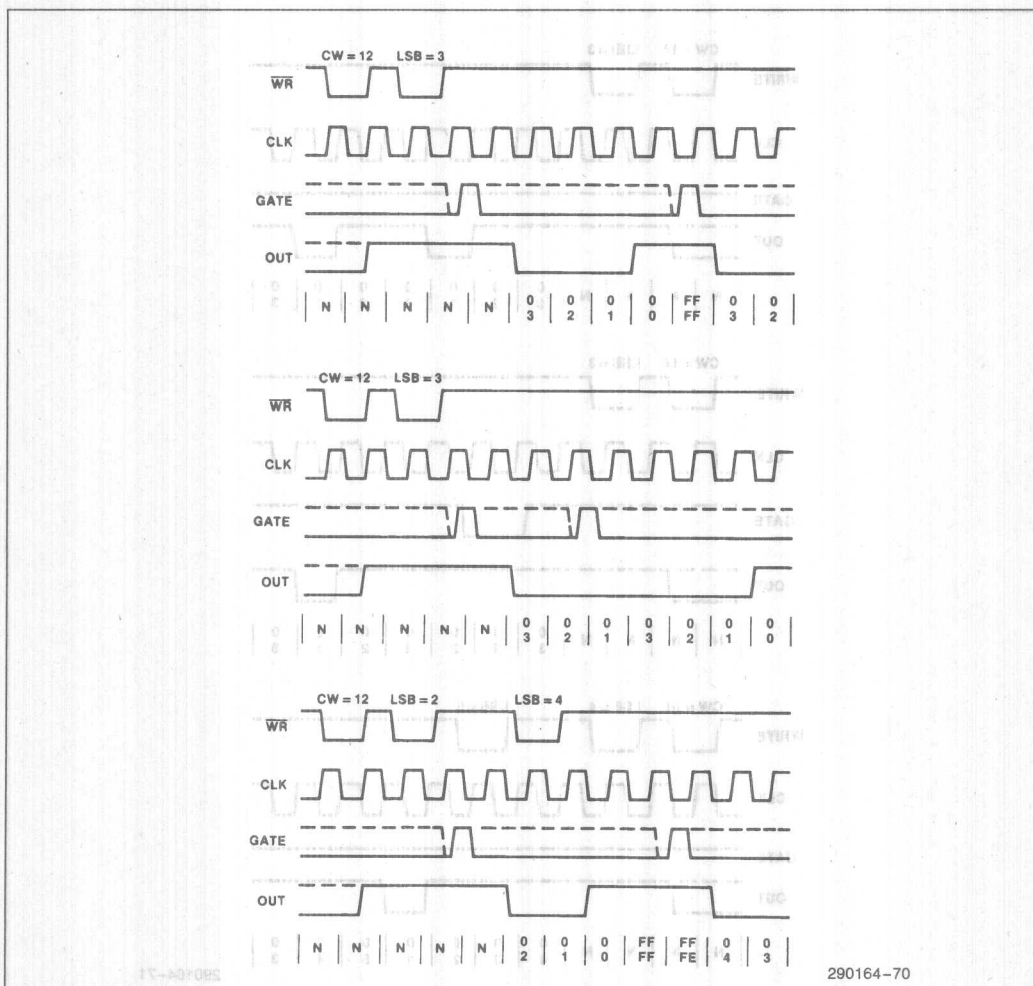 CW = 12 LSB = 3
WR
CLK
GATE
OUT
N N N N N 0 0 0 0 FF 0 0
3 2 1 0 FF 3 2
CW = 12 LSB = 3
WR
CLK
GATE
OUT
N N N N N 0 0 0 0 0 0 0
3 2 1 3 2 1 0
CW = 12 LSB = 2 LSB = 4
WR
CLK
GATE
OUT
N N N N N 0 0 0 FF FF 0 0
2 1 0 FF FE 4 3
290164-70
290164-71